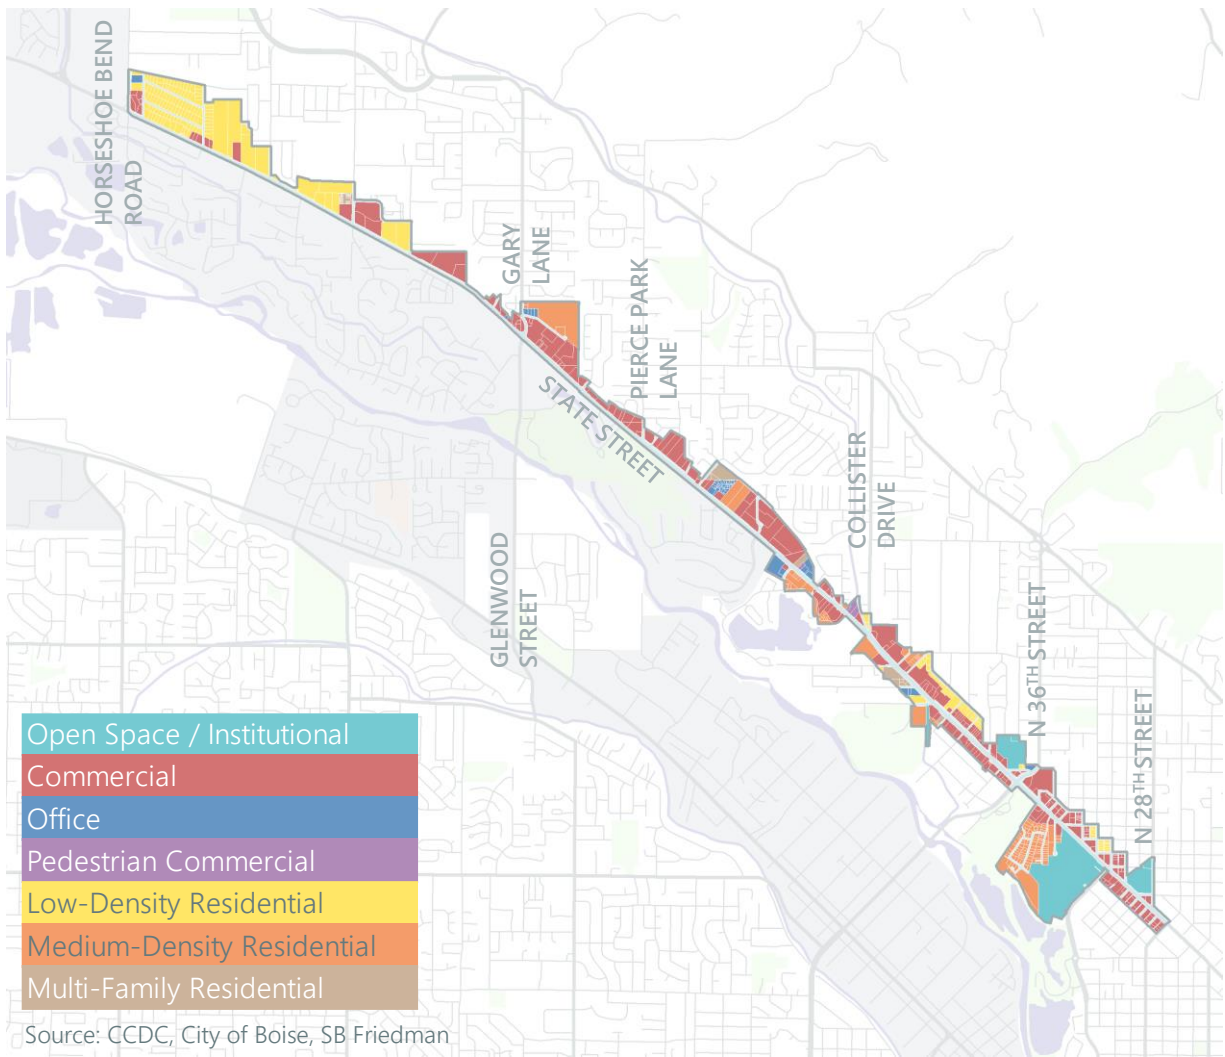 HORSESHOE BEND
ROAD
GARY
LANE
PIERCE PARK
LANE
STATE STREET
COLLISTER
DRIVE
GLENWOOD
STREET
N 36TH STREET
N 28TH STREET
Open Space / Institutional
Commercial
Office
Pedestrian Commercial
Low-Density Residential
Medium-Density Residential
Multi-Family Residential
Source: CCDC, City of Boise, SB Friedman